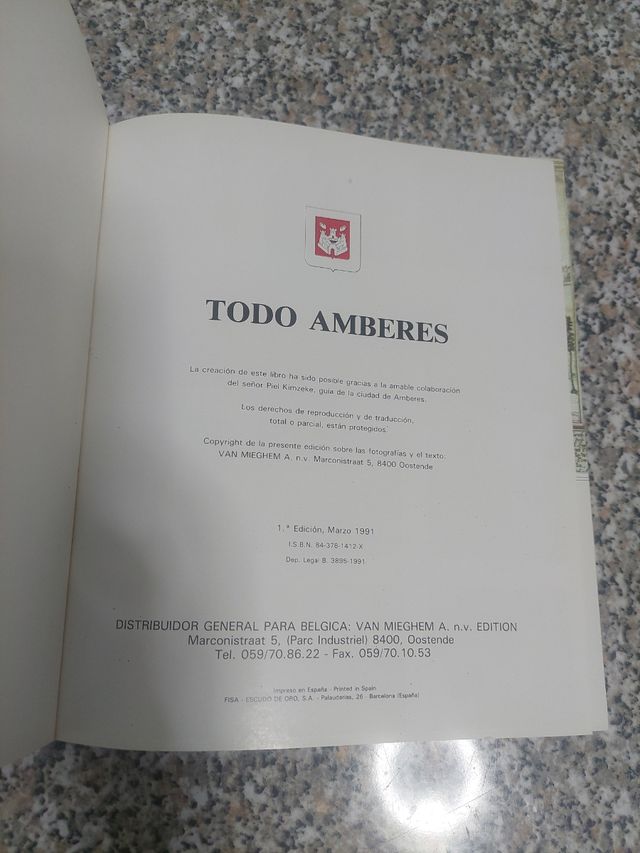 TODO AMBERES
La creación de este libro ha sido posible gracias a la amable colaboración
del señor Piei Kimzeke, guía de la ciudad de Amberes.
Los derechos de reproducción y de traducción,
total o parcial, están protegidos.
Copyright de la presente edición sobre las fotografías y el texto:
VAN MIEGHEM A. n.v. Marconistraat 5, 8400 Oostende
1.ª Edición, Marzo 1991
I.S.B.N. 84-378-1412-X
Dep. Legal B. 3895-1991
DISTRIBUIDOR GENERAL PARA BELGICA: VAN MIEGHEM A. n.v. EDITION
Marconistraat 5, (Parc Industriel) 8400, Oostende
Tel. 059/70.86.22 - Fax. 059/70.10.53
Impreso en España - Printed in Spain
FISA - ESCUDO DE ORO, S.A. - Palaudarias, 26 - Barcelona (España)